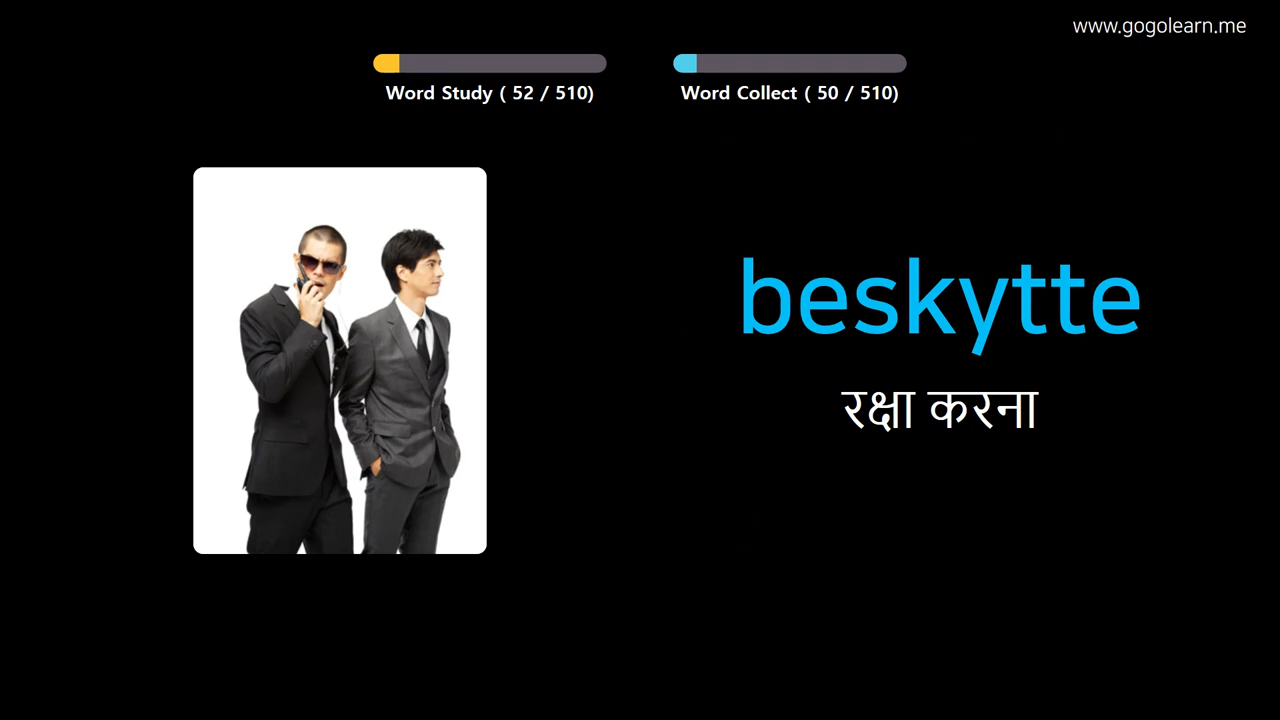 www.gogolearn.me
Word Study ( 52 / 510)
Word Collect ( 50 / 510)
beskytte
रक्षा करना